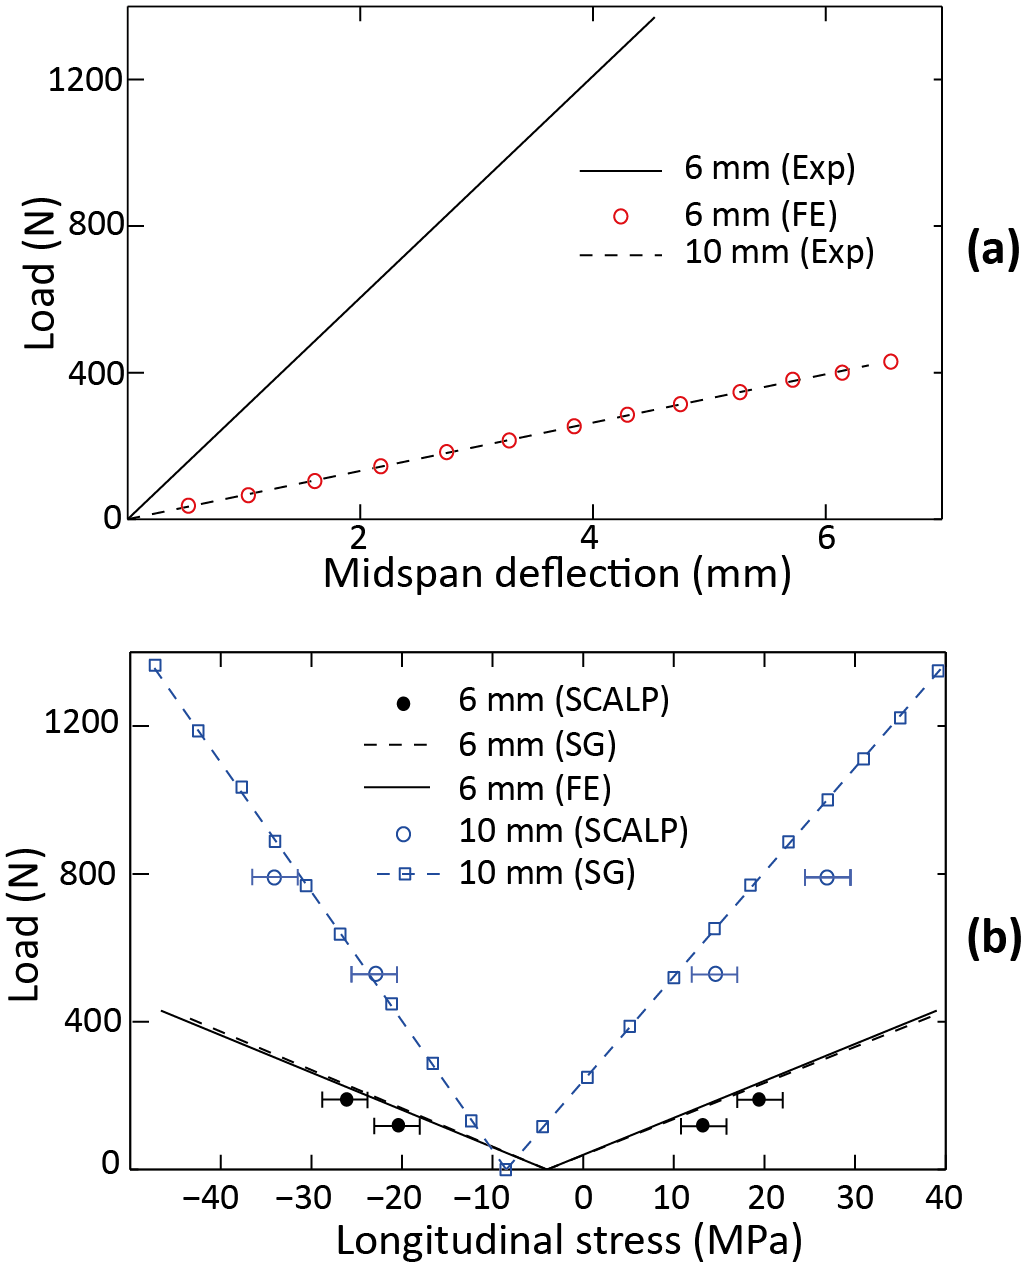 1200
800
400
0
Load (N)
6 mm (Exp)
6 mm (FE)
10 mm (Exp)
(a)
2 4 6
Midspan deflection (mm)
1200
800
400
0
Load (N)
6 mm (SCALP)
6 mm (SG)
6 mm (FE)
10 mm (SCALP)
10 mm (SG)
(b)
−40 −30 −20 −10 0 10 20 30 40
Longitudinal stress (MPa)